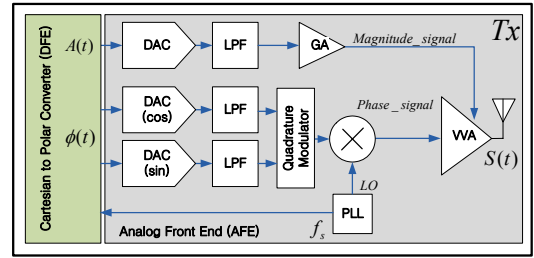 Cartesian to Polar Converter (DFE)
A(t)
ϕ(t)
DAC
LPF
GA
Magnitude_signal
Tx
DAC
(cos)
LPF
DAC
(sin)
LPF
Quadrature
Modulator
Phase_signal
VVA
S(t)
LO
PLL
fs
Analog Front End (AFE)